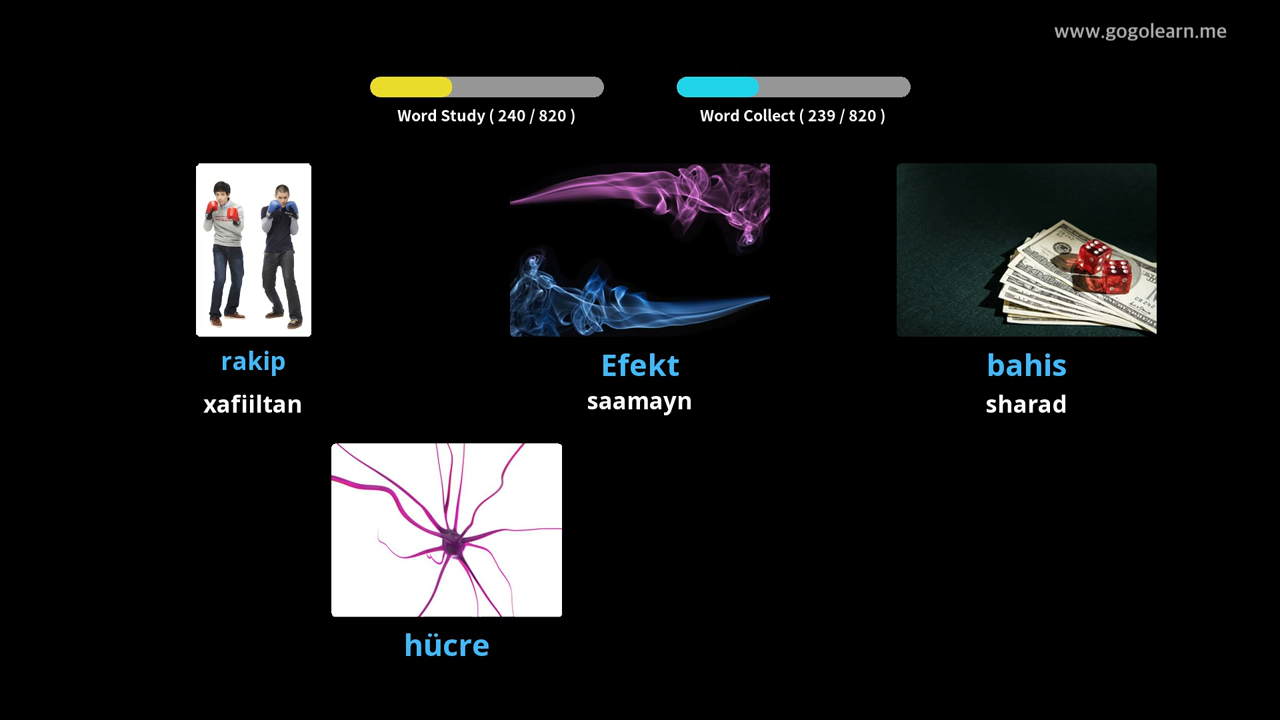 www.gogolearn.me
Word Study ( 240 / 820 )
Word Collect ( 239 / 820 )
rakip
Efekt
bahis
xafiiltan
saamayn
sharad
hücre